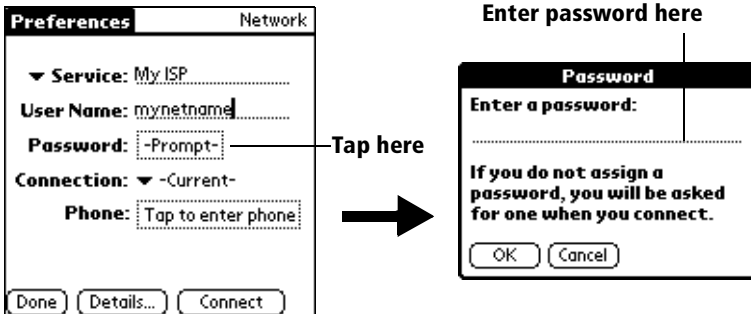 Preferences Network
Service: My ISP
User Name: mynetname
Password: -Prompt-
Connection: -Current-
Phone: Tap to enter phone
Done Details... Connect
Tap here
Enter password here
Password
Enter a password:
If you do not assign a
password, you will be asked
for one when you connect.
OK Cancel